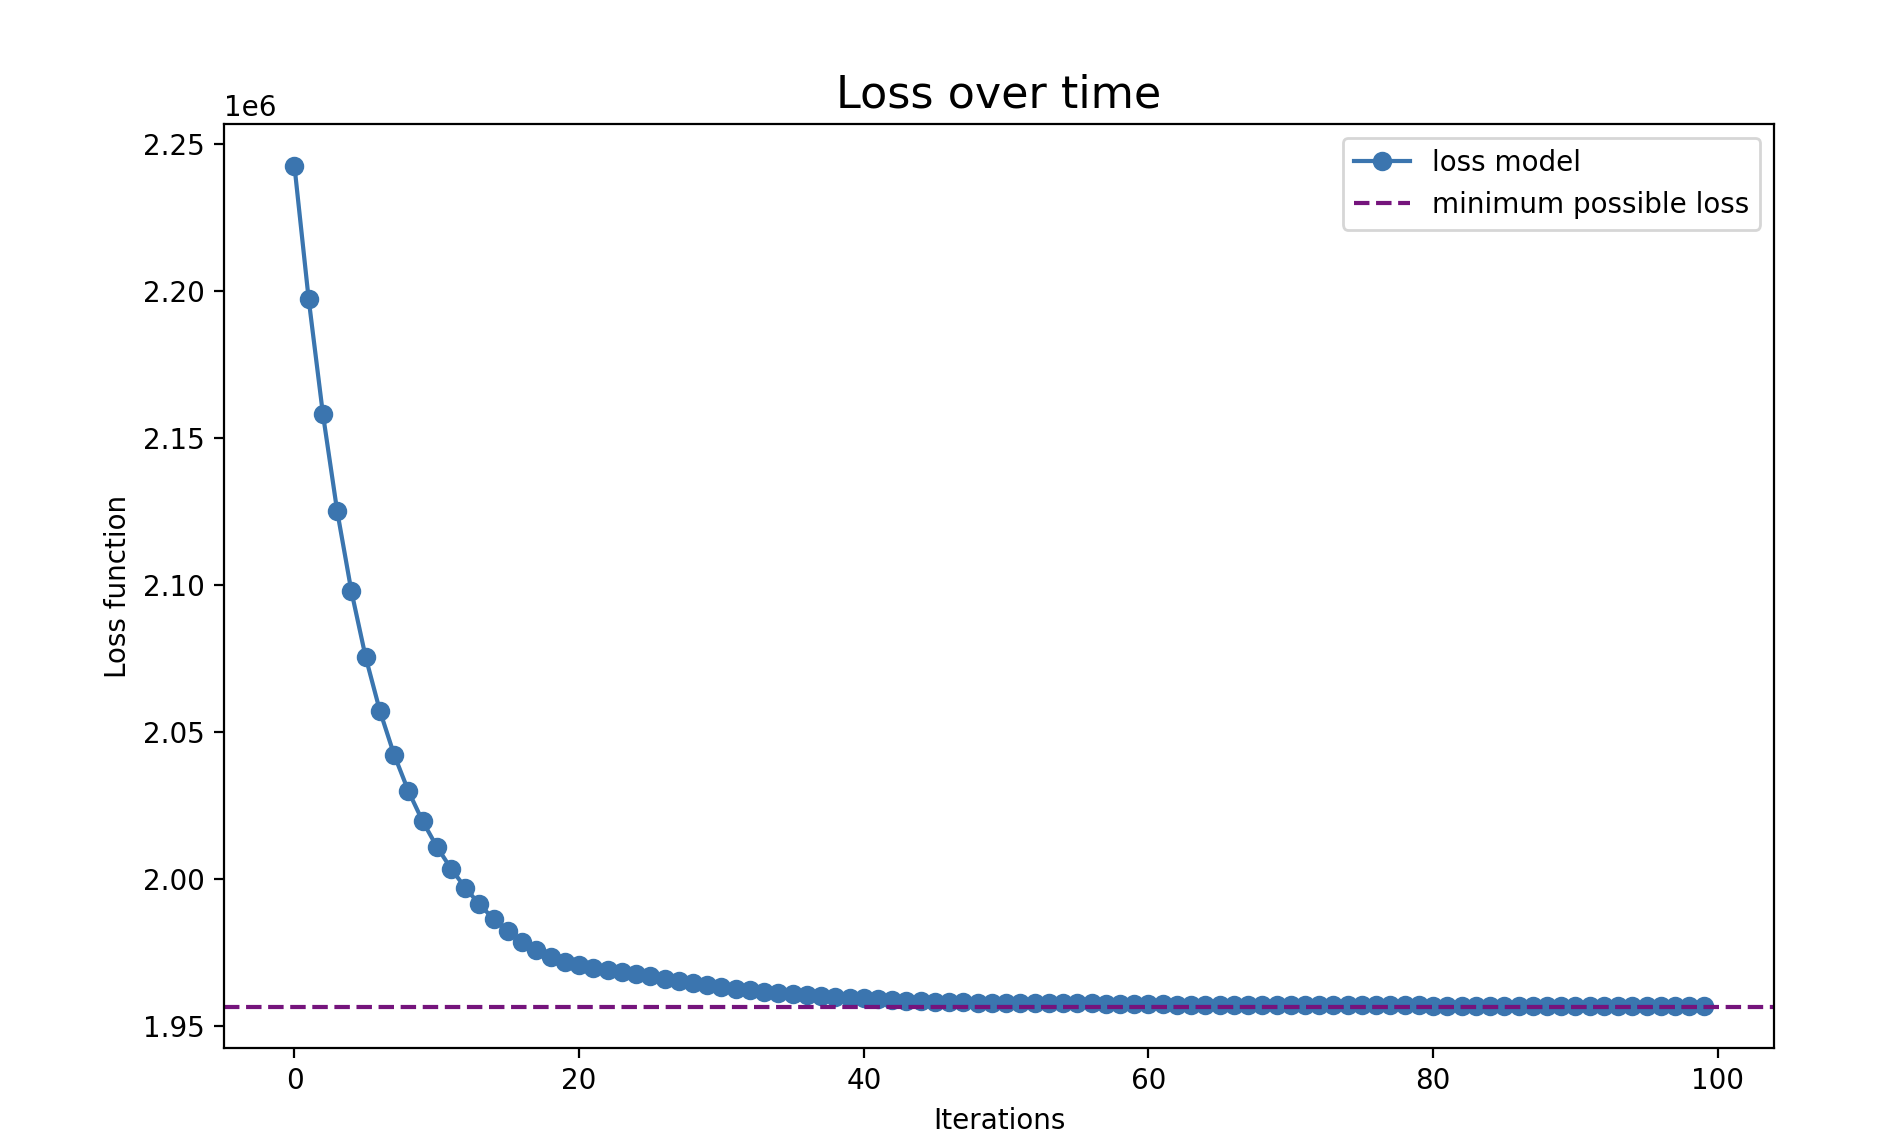 Loss over time
1e6
2.25
2.20
2.15
2.10
2.05
2.00
1.95
Loss function
loss model
minimum possible loss
0 20 40 60 80 100
Iterations